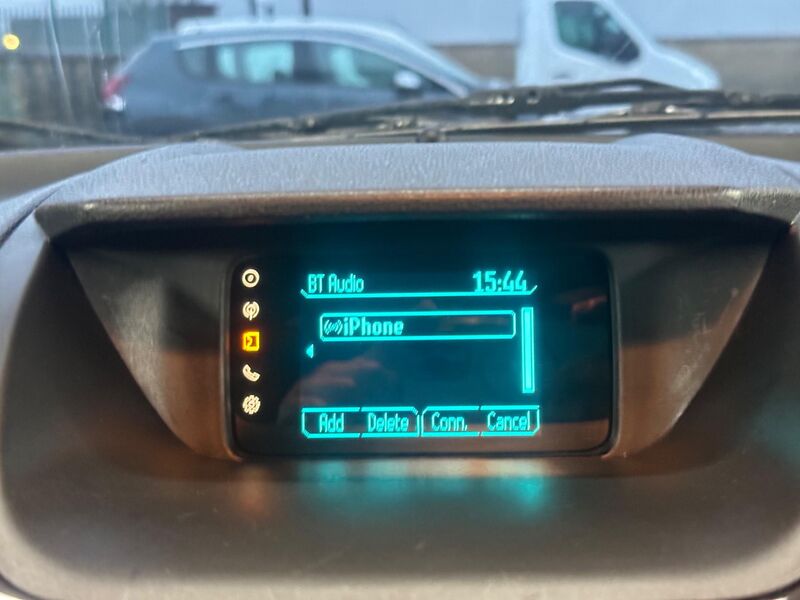 BT Audio 15:44
iPhone
Add Delete Conn. Cancel